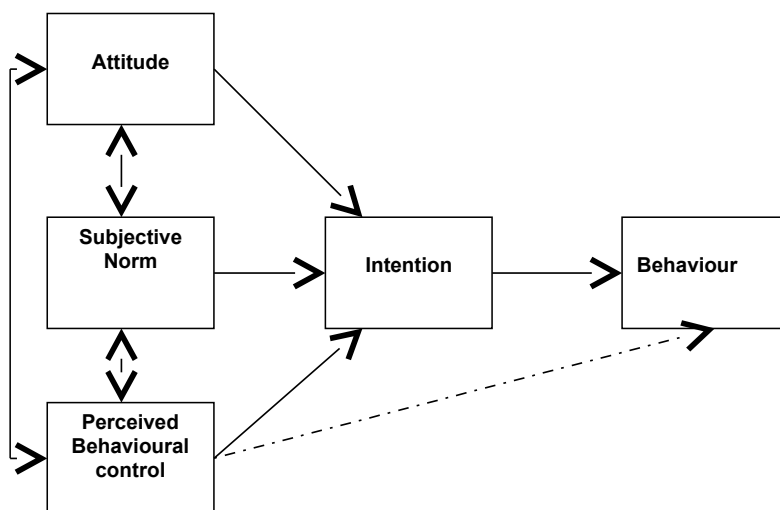 Attitude
Subjective
Norm
Intention
Behaviour
Perceived
Behavioural
control